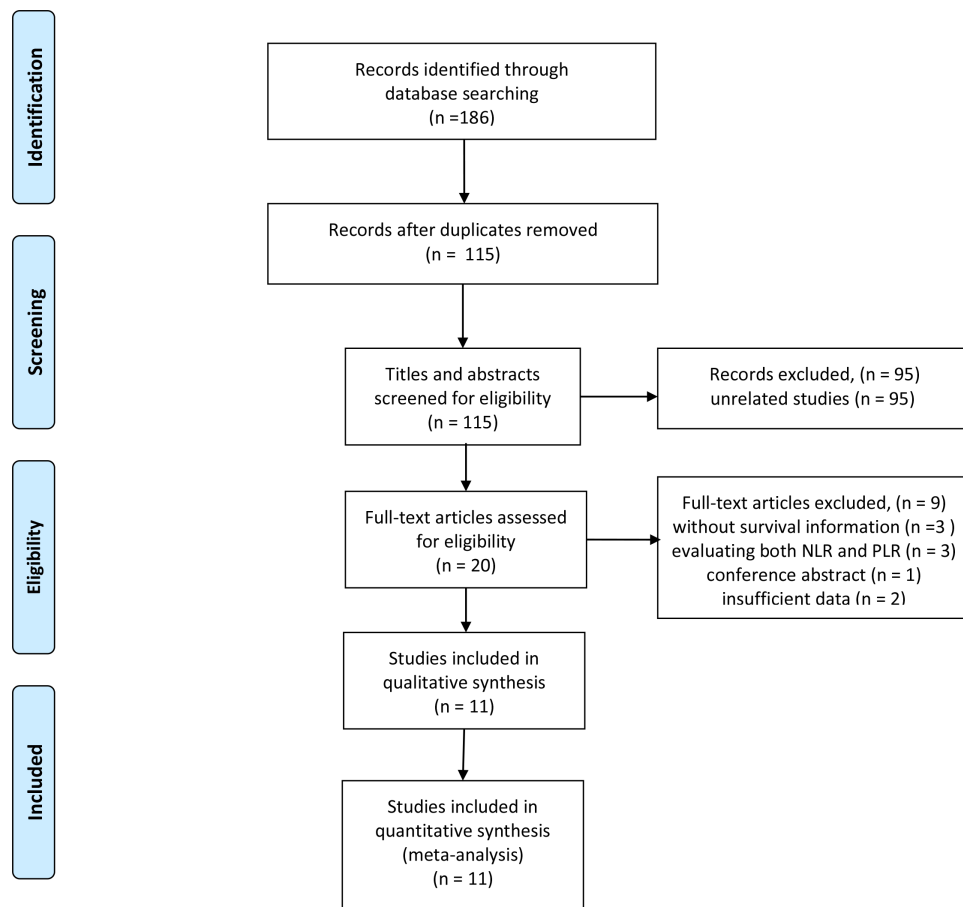 Identification
Records identified through
database searching
(n =186)
Records after duplicates removed
(n = 115)
Screening
Titles and abstracts
screened for eligibility
(n = 115)
Records excluded, (n = 95)
unrelated studies (n = 95)
Eligibility
Full-text articles assessed
for eligibility
(n = 20)
Full-text articles excluded, (n = 9)
without survival information (n =3 )
evaluating both NLR and PLR (n = 3)
conference abstract (n = 1)
insufficient data (n = 2)
Studies included in
qualitative synthesis
(n = 11)
Included
Studies included in
quantitative synthesis
(meta-analysis)
(n = 11)